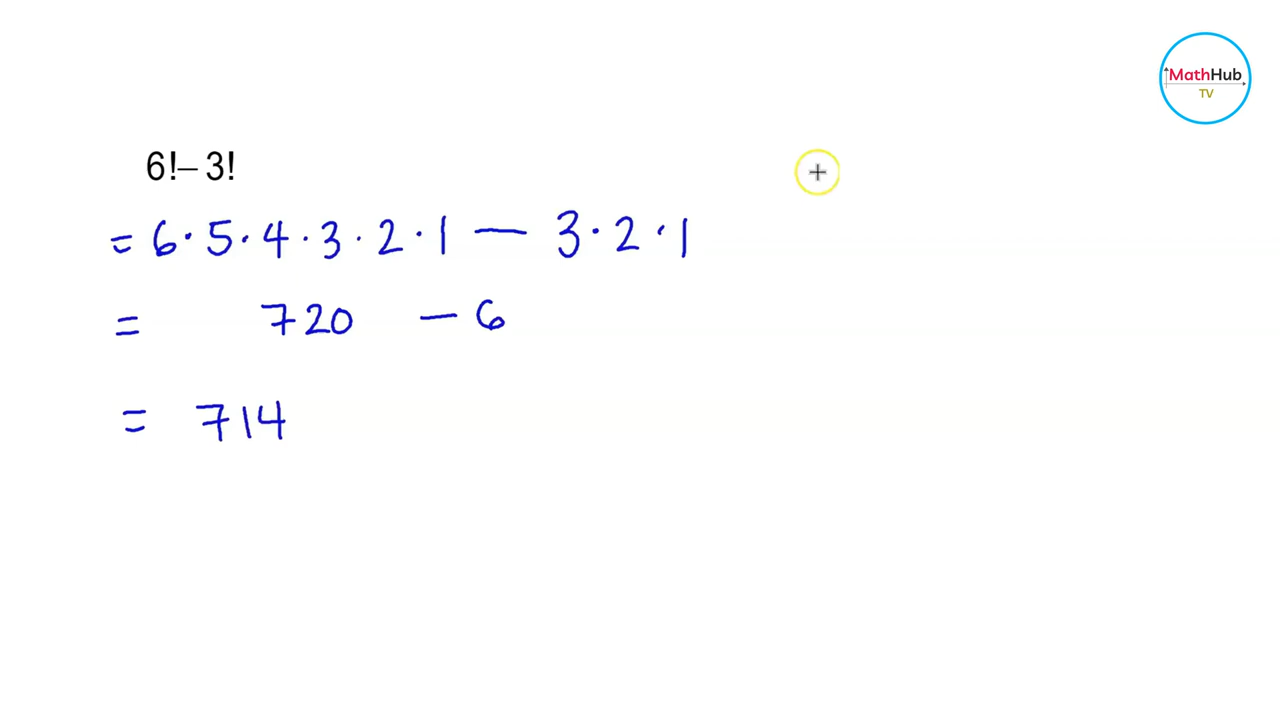 MathHub
TV
6!– 3!
= 6 · 5 · 4 · 3 · 2 · 1 — 3 · 2 · 1
= 720 – 6
= 714